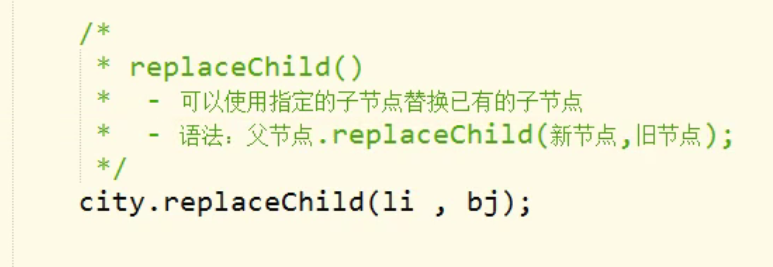 /*
* replaceChild()
* - 可以使用指定的子节点替换已有的子节点
* - 语法：父节点.replaceChild(新节点,旧节点);
*/
city.replaceChild(li , bj);